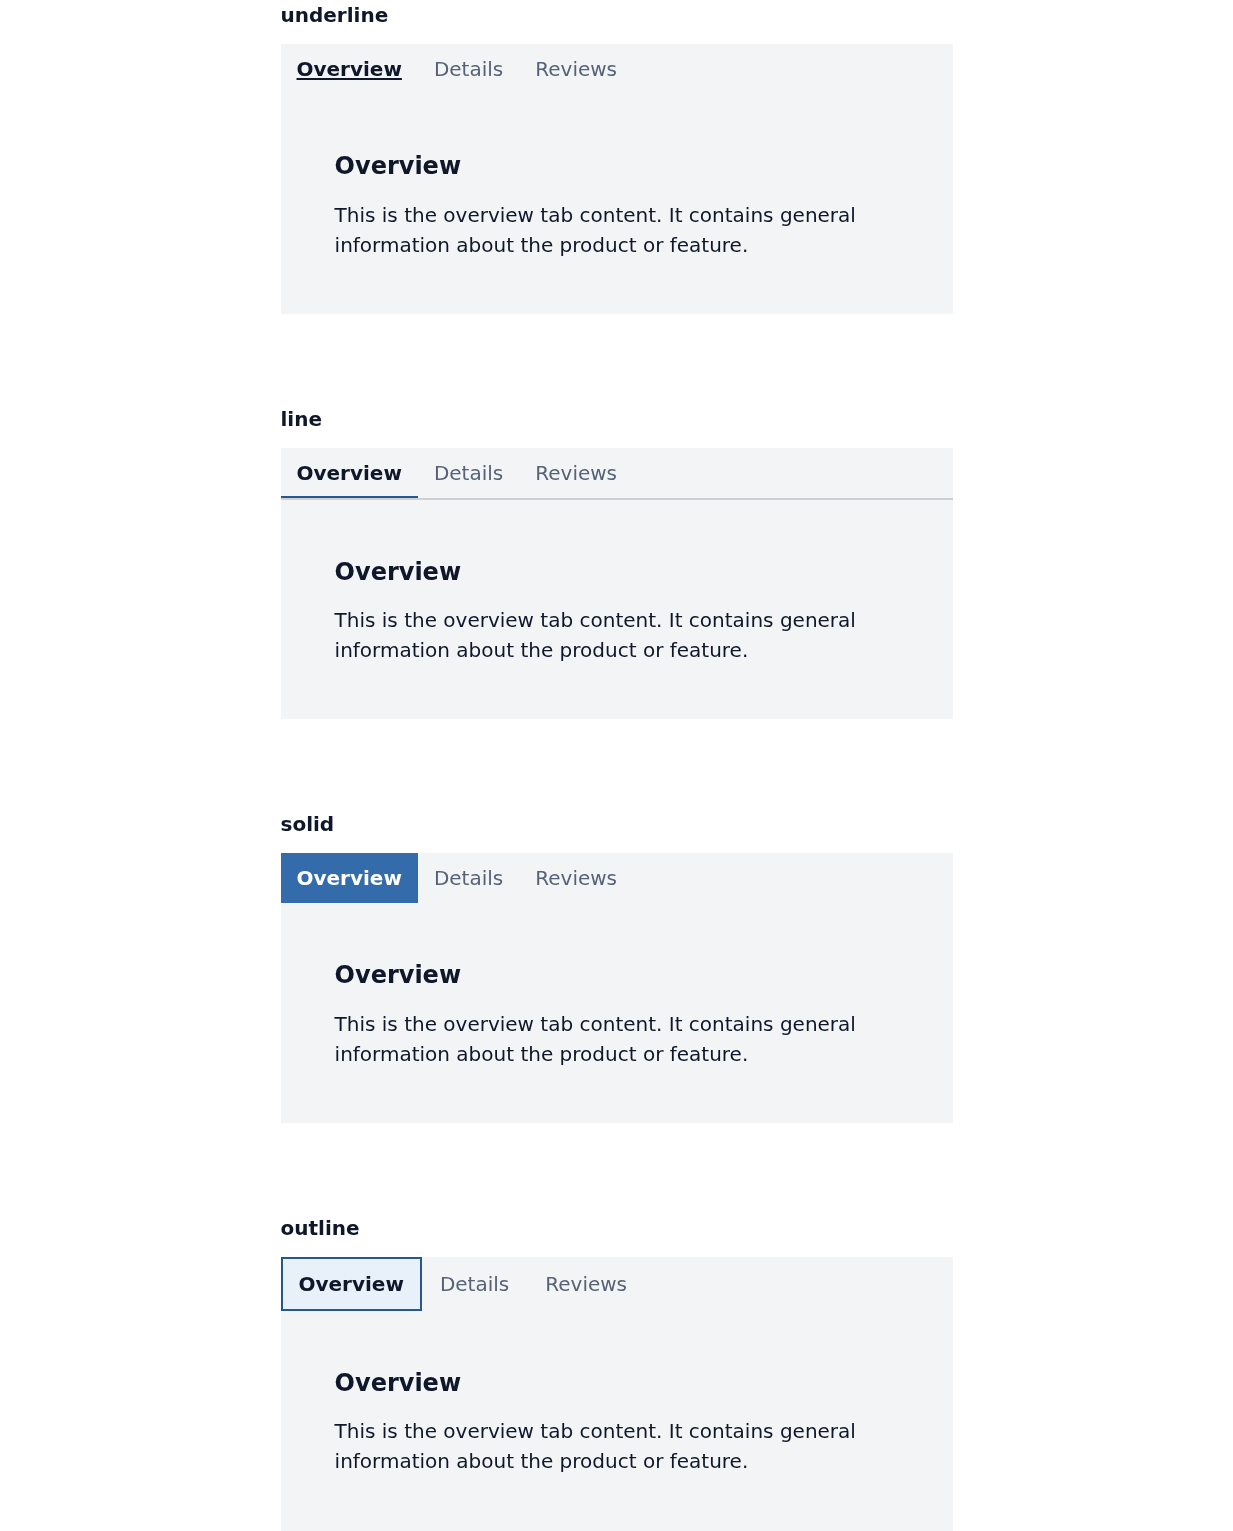 underline
Overview Details Reviews
Overview
This is the overview tab content. It contains general
information about the product or feature.
line
Overview Details Reviews
Overview
This is the overview tab content. It contains general
information about the product or feature.
solid
Overview Details Reviews
Overview
This is the overview tab content. It contains general
information about the product or feature.
outline
Overview Details Reviews
Overview
This is the overview tab content. It contains general
information about the product or feature.